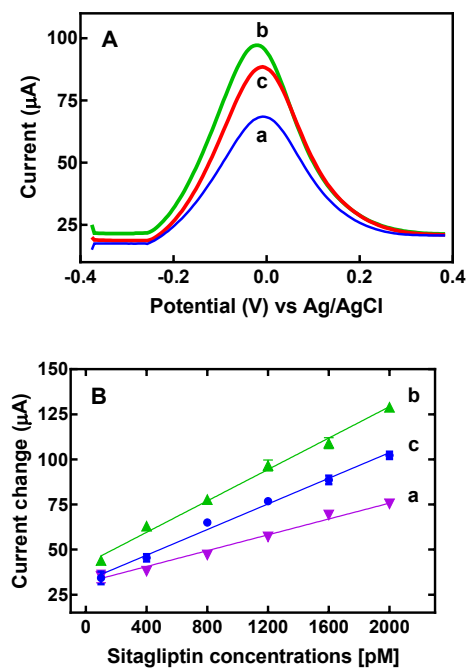 A
b
c
a
Current (μA)
100
75
50
25
-0.4 -0.2 0.0 0.2 0.4
Potential (V) vs Ag/AgCl
B
b
c
a
Current change (μA)
150
125
100
75
50
25
0 400 800 1200 1600 2000
Sitagliptin concentrations [pM]